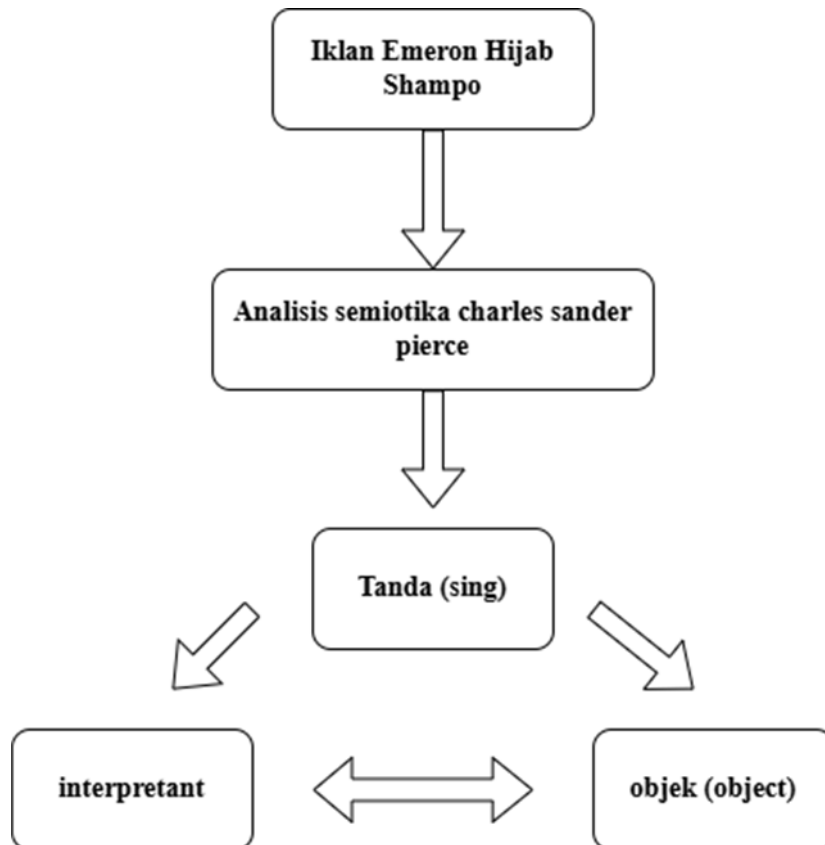 Iklan Emeron Hijab
Shampo
Analisis semiotika charles sander
pierce
Tanda (sing)
interpretant
objek (object)